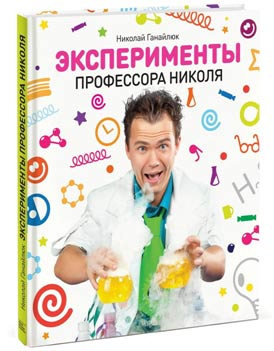 Николай Ганайлюк
ЭКСПЕРИМЕНТЫ
ПРОФЕССОРА НИКОЛЯ
Николай Ганайлюк ЭКСПЕРИМЕНТЫ ПРОФЕССОРА НИКОЛЯ